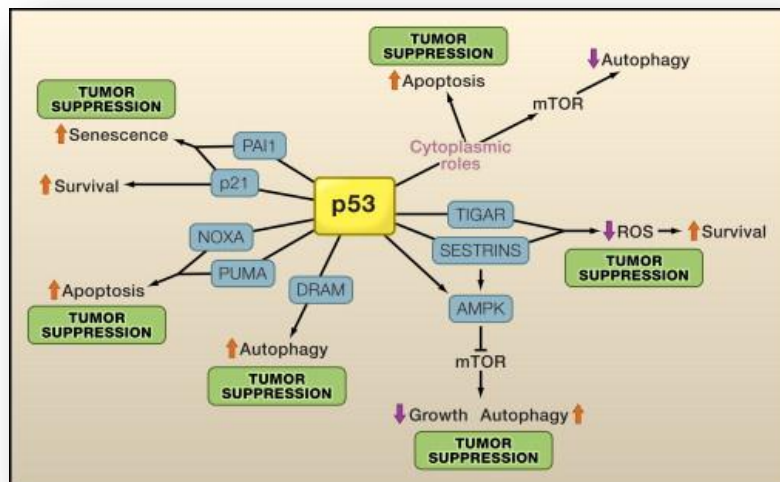 TUMOR
SUPPRESSION
Apoptosis
Autophagy
mTOR
Cytoplasmic
roles
TUMOR
SUPPRESSION
Senescence
PAI1
p21
Survival
p53
NOXA
PUMA
Apoptosis
TUMOR
SUPPRESSION
DRAM
Autophagy
TUMOR
SUPPRESSION
TIGAR
SESTRINS
ROS
Survival
TUMOR
SUPPRESSION
AMPK
mTOR
Growth Autophagy
TUMOR
SUPPRESSION